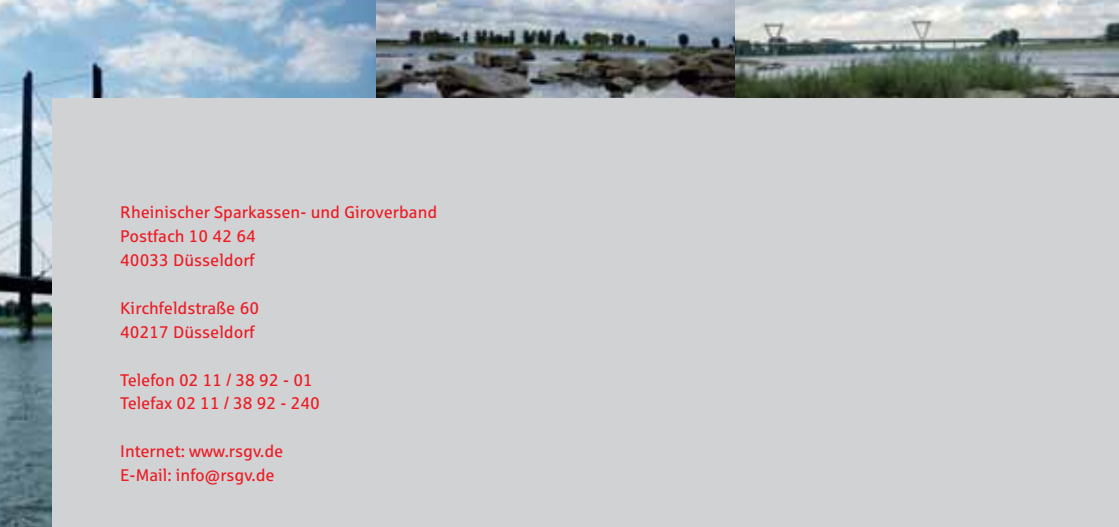 Rheinischer Sparkassen- und Giroverband
Postfach 10 42 64
40033 Düsseldorf
Kirchfeldstraße 60
40217 Düsseldorf
Telefon 02 11 / 38 92 - 01
Telefax 02 11 / 38 92 - 240
Internet: www.rsgv.de
E-Mail: info@rsgv.de